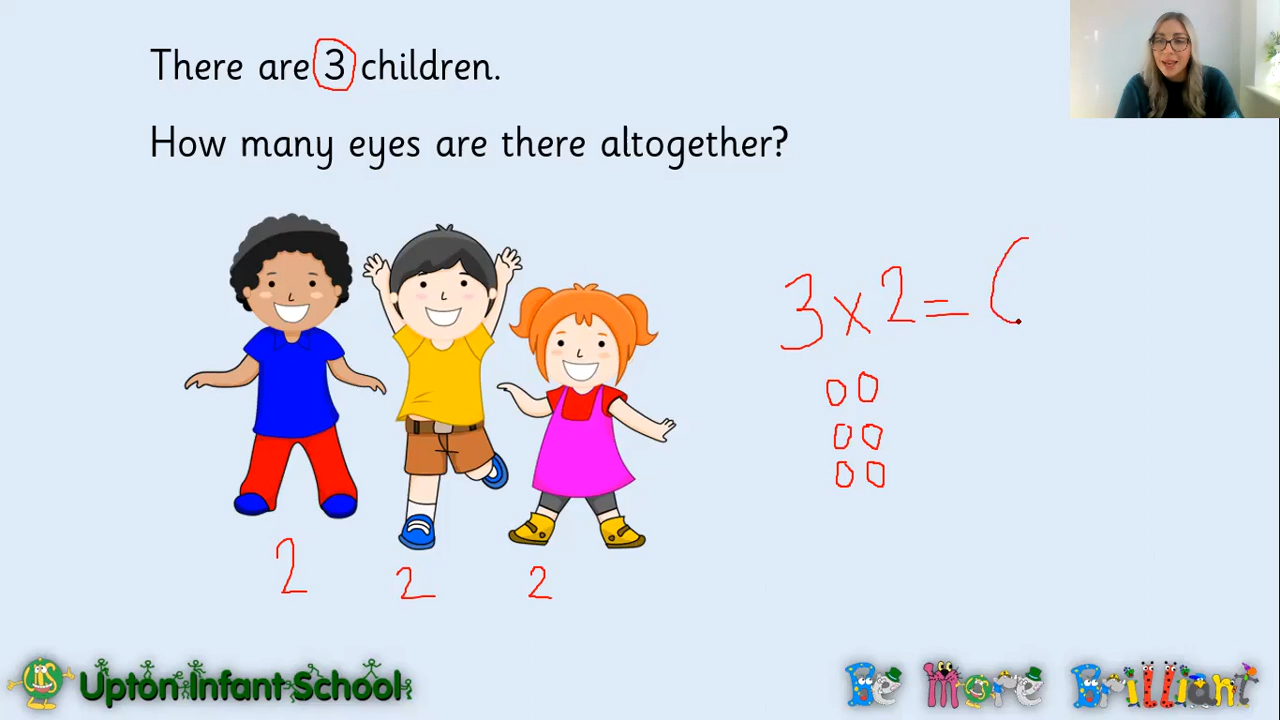 There are 3 children.
How many eyes are there altogether?
3 x 2 =
2 2 2
Upton Infant School
Be More Brilliant